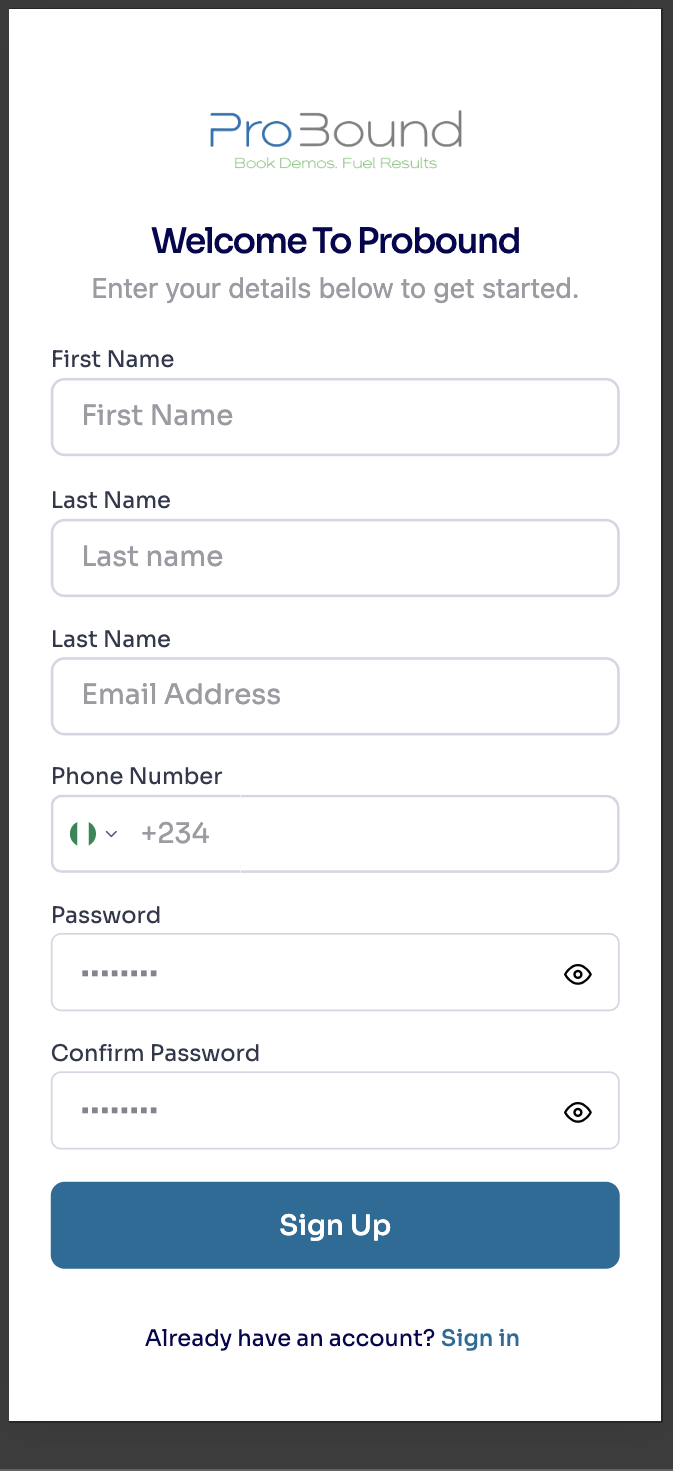 ProBound
Book Demos. Fuel Results
Welcome To Probound
Enter your details below to get started.
First Name
First Name
Last Name
Last name
Last Name
Email Address
Phone Number
+234
Password
Confirm Password
Sign Up
Already have an account? Sign in